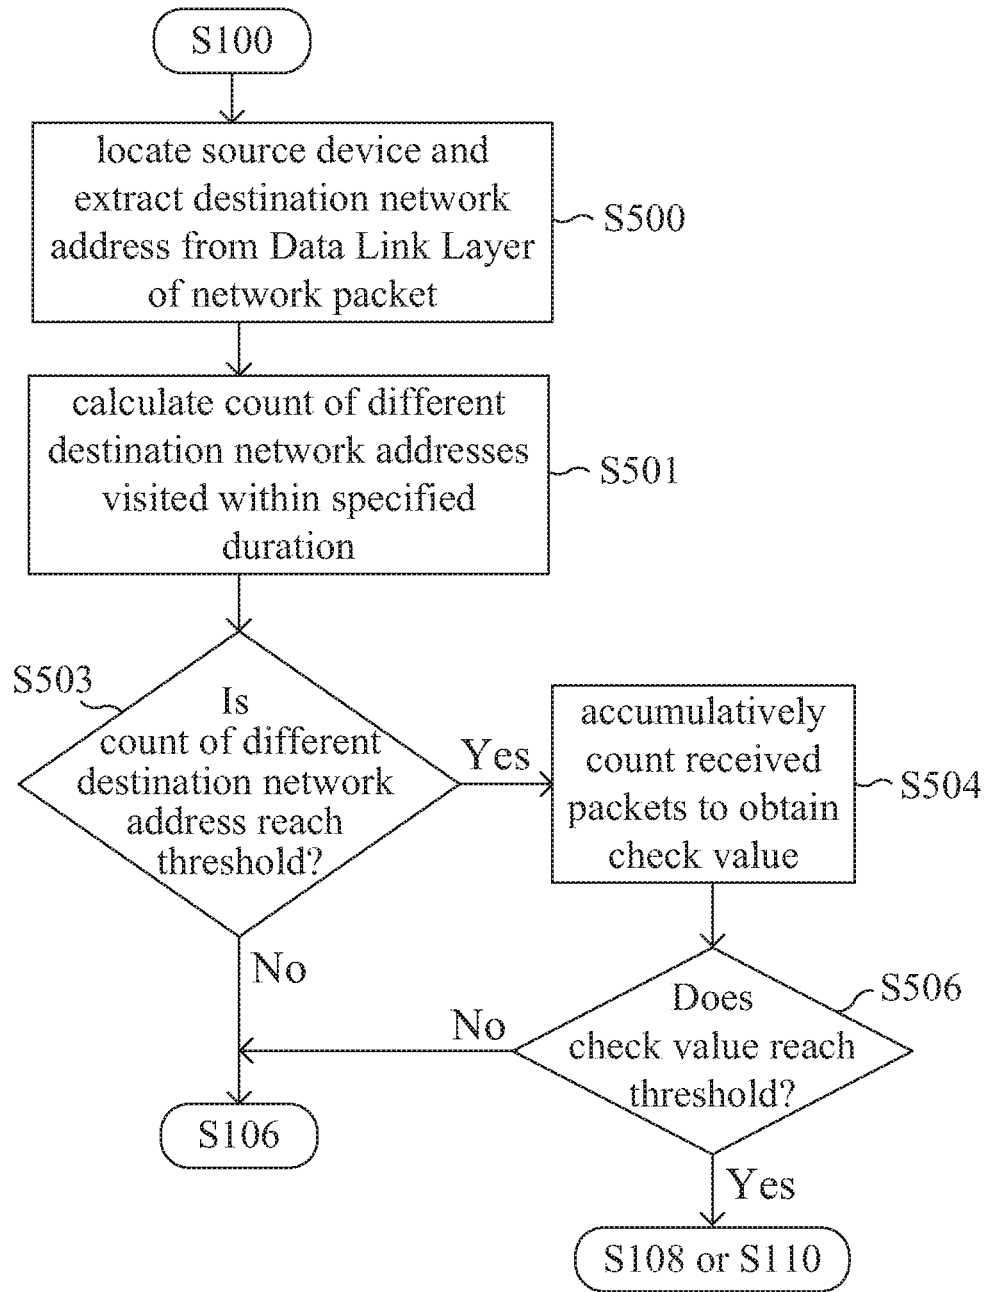 S100
locate source device and
extract destination network
address from Data Link Layer
of network packet
S500
calculate count of different
destination network addresses
visited within specified
duration
S501
S503
Is
count of different
destination network
address reach
threshold?
Yes
accumulatively
count received
packets to obtain
check value
S504
No
Does
check value reach
threshold?
S506
No
S106
Yes
S108 or S110